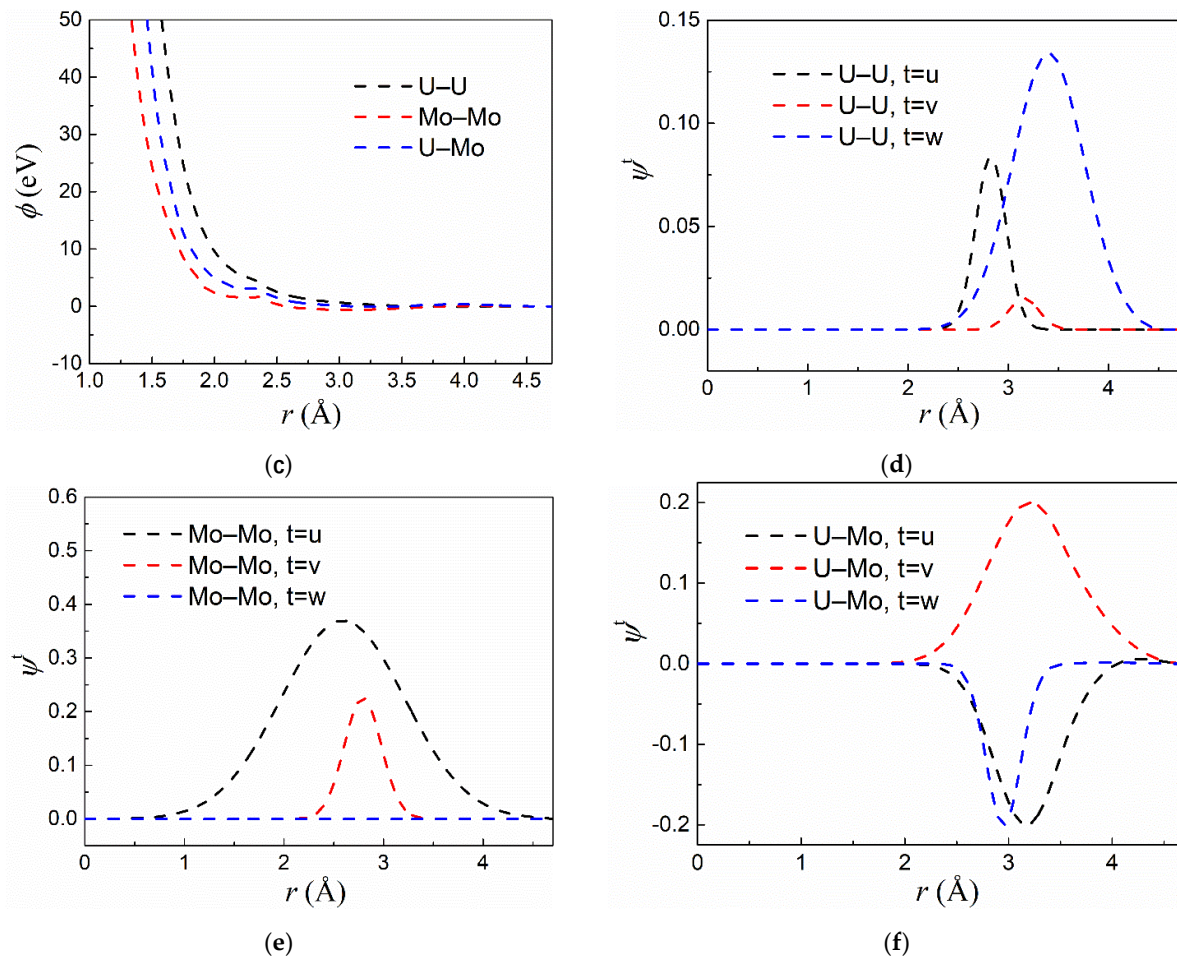 50
40
30
20
10
0
-10
ϕ (eV)
U–U
Mo–Mo
U–Mo
1.0 1.5 2.0 2.5 3.0 3.5 4.0 4.5
r (Å)
(c)
0.15
0.10
0.05
0.00
ψᵗ
U–U, t=u
U–U, t=v
U–U, t=w
0 1 2 3 4
r (Å)
(d)
0.6
0.5
0.4
0.3
0.2
0.1
0.0
ψᵗ
Mo–Mo, t=u
Mo–Mo, t=v
Mo–Mo, t=w
0 1 2 3 4
r (Å)
(e)
0.2
0.1
0.0
-0.1
-0.2
ψᵗ
U–Mo, t=u
U–Mo, t=v
U–Mo, t=w
0 1 2 3 4
r (Å)
(f)